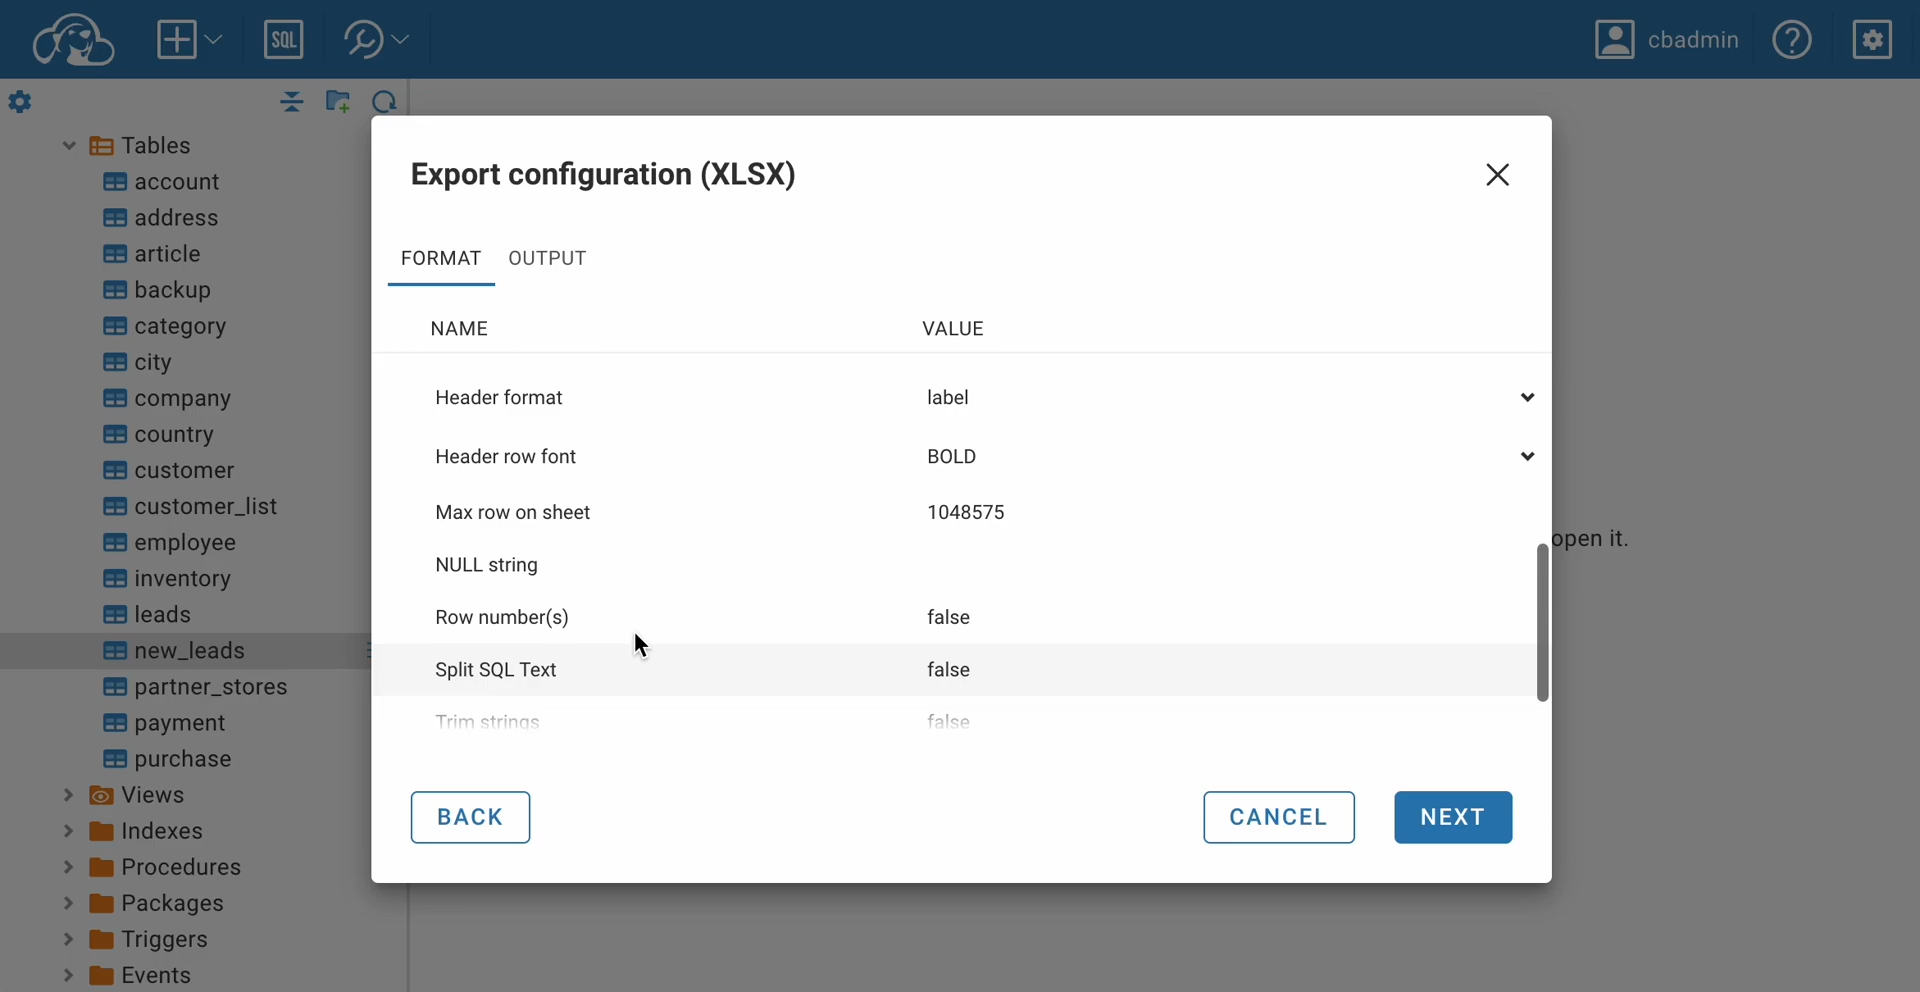 SQL
cbadmin
Tables
account
address
article
backup
category
city
company
country
customer
customer_list
employee
inventory
leads
new_leads
partner_stores
payment
purchase
Views
Indexes
Procedures
Packages
Triggers
Events
Export configuration (XLSX)
FORMAT OUTPUT
NAME VALUE
Header format label
Header row font BOLD
Max row on sheet 1048575
NULL string
Row number(s) false
Split SQL Text false
Trim strings false
BACK CANCEL NEXT
open it.